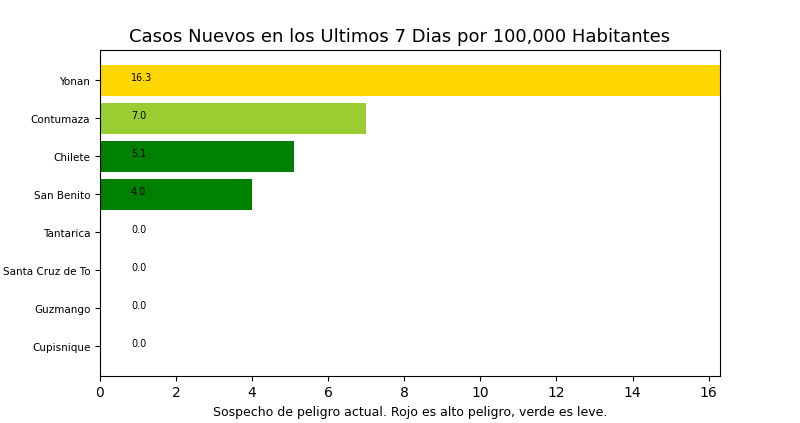 Casos Nuevos en los Ultimos 7 Dias por 100,000 Habitantes
Yonan 16.3
Contumaza 7.0
Chilete 5.1
San Benito 4.0
Tantarica 0.0
Santa Cruz de To 0.0
Guzmango 0.0
Cupisnique 0.0
0 2 4 6 8 10 12 14 16
Sospecho de peligro actual. Rojo es alto peligro, verde es leve.